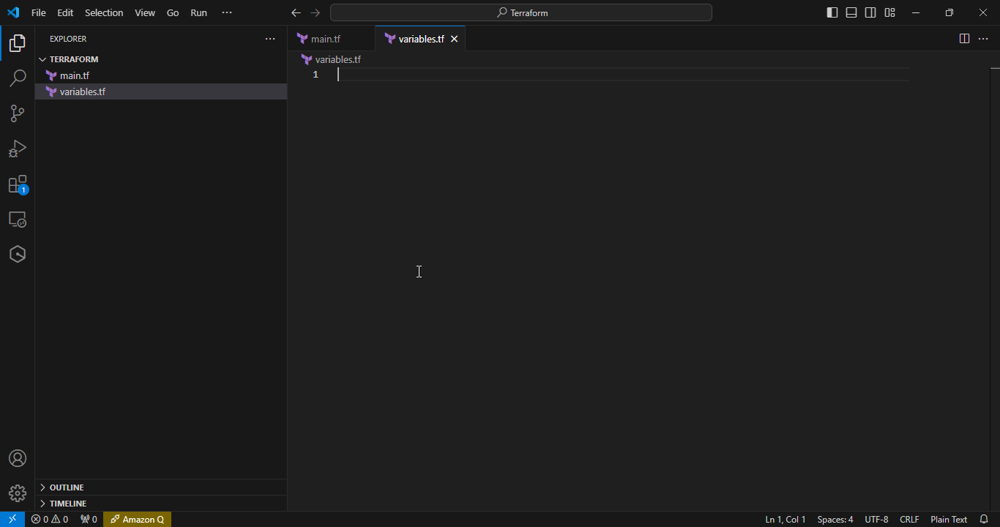 File Edit Selection View Go Run ··· Terraform
EXPLORER ···
main.tf variables.tf ···
TERRAFORM
variables.tf
main.tf
1
variables.tf
1
OUTLINE
TIMELINE
0 0 0 Amazon Q Ln 1, Col 1 Spaces: 4 UTF-8 CRLF Plain Text